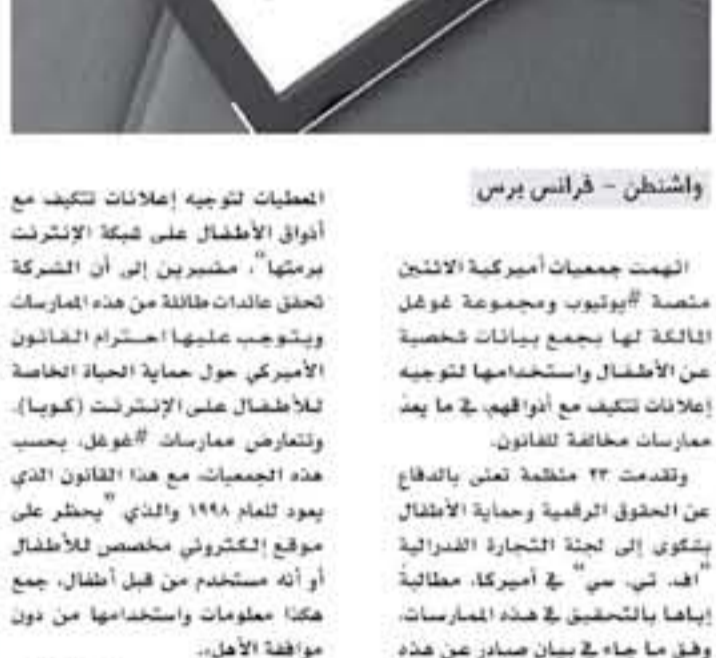 واشنطن - فرانس برس
اتهمت جمعيات أميركية الاثنين
منصة #يوتيوب ومجموعة غوغل
المالكة لها بجمع بيانات شخصية
عن الأطفال واستخدامها لتوجيه
إعلانات تتكيف مع أذواقهم، في ما يعد
ممارسات مخالفة للقانون.
وتقدمت ٢٣ منظمة تعنى بالدفاع
عن الحقوق الرقمية وحماية الأطفال
بشكوى إلى لجنة التجارة الفدرالية
"اف. تي. سي" في أميركا، مطالبة
إياها بالتحقيق في هذه الممارسات،
وفق ما جاء في بيان صادر عن هذه
المعطيات لتوجيه إعلانات تتكيف مع
أذواق الأطفال على شبكة الإنترنت
برمتها"، مشيرين إلى أن الشركة
تحقق عائدات طائلة من هذه الممارسات
ويتوجب عليها احترام القانون
الأميركي حول حماية الحياة الخاصة
للأطفال على الإنترنت (كوبا).
وتتعارض ممارسات #غوغل، بحسب
هذه الجمعيات، مع هذا القانون الذي
يعود للعام ١٩٩٨ والذي "يحظر على
موقع إلكتروني مخصص للأطفال
أو أنه مستخدم من قبل أطفال، جمع
هكذا معلومات واستخدامها من دون
موافقة الأهل".